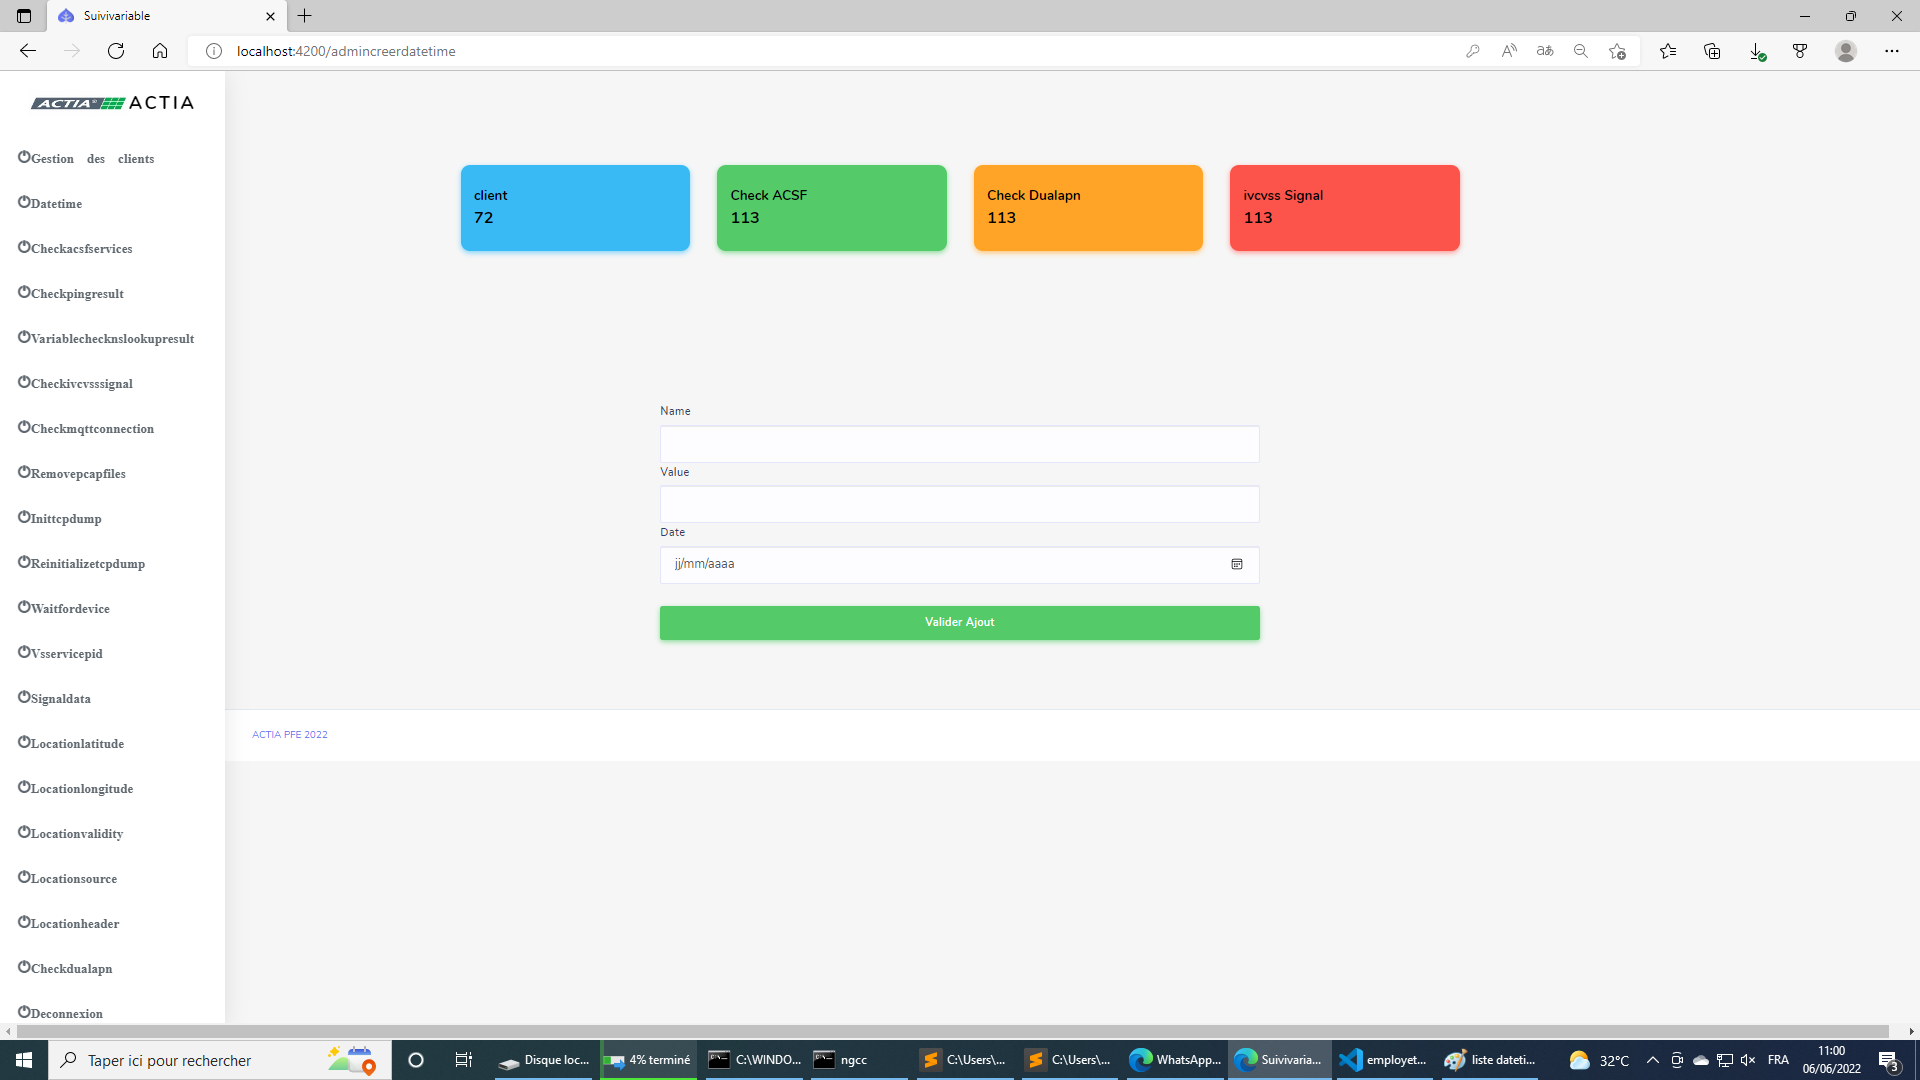 Suivivariable
localhost:4200/admincreerdatetime
ACTIA ACTIA
Gestion des clients
Datetime
Checkacsfservices
Checkpingresult
Variablechecknslookupresult
Checkivcvsssignal
Checkmqttconnection
Removepcapfiles
Inittcpdump
Reinitializetcpdump
Waitfordevice
Vsservicepid
Signaldata
Locationlatitude
Locationlongitude
Locationvalidity
Locationsource
Locationheader
Checkdualapn
Deconnexion
client
72
Check ACSF
113
Check Dualapn
113
ivcvss Signal
113
Name
Value
Date
jj/mm/aaaa
Valider Ajout
ACTIA PFE 2022
Taper ici pour rechercher
Disque loc...
4% terminé
C:\WINDO...
ngcc
C:\Users\...
C:\Users\...
WhatsApp...
Suivivaria...
employet...
liste dateti...
32°C
FRA
11:00
06/06/2022
3